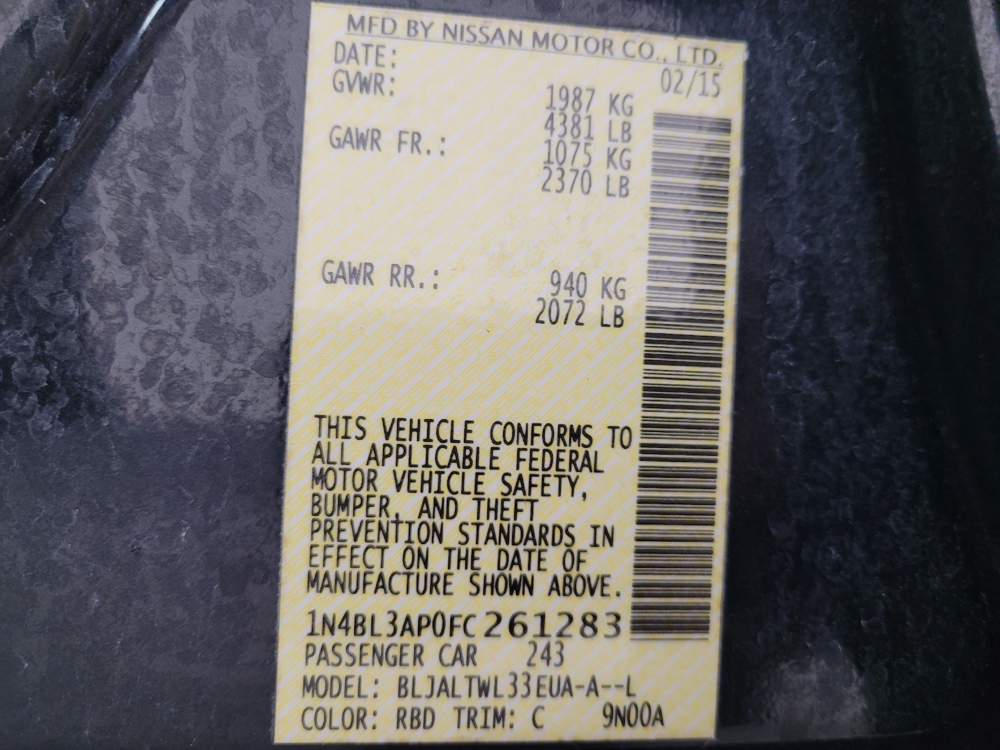 MFD BY NISSAN MOTOR CO., LTD.
DATE: 02/15
GVWR: 1987 KG
4381 LB
GAWR FR.: 1075 KG
2370 LB
GAWR RR.: 940 KG
2072 LB
THIS VEHICLE CONFORMS TO
ALL APPLICABLE FEDERAL
MOTOR VEHICLE SAFETY,
BUMPER, AND THEFT
PREVENTION STANDARDS IN
EFFECT ON THE DATE OF
MANUFACTURE SHOWN ABOVE.
1N4BL3AP0FC261283
PASSENGER CAR 243
MODEL: BLJALTWL33EUA-A--L
COLOR: RBD TRIM: C 9N00A